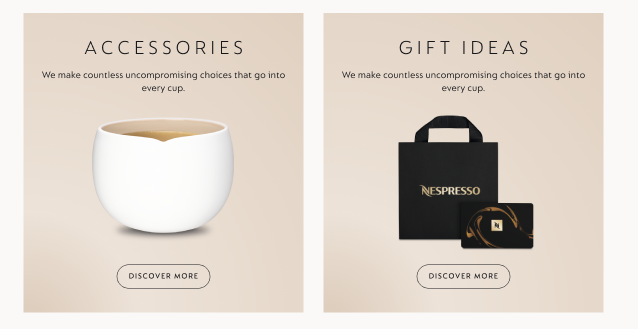 ACCESSORIES
We make countless uncompromising choices that go into
every cup.
DISCOVER MORE
GIFT IDEAS
We make countless uncompromising choices that go into
every cup.
NESPRESSO
N
DISCOVER MORE